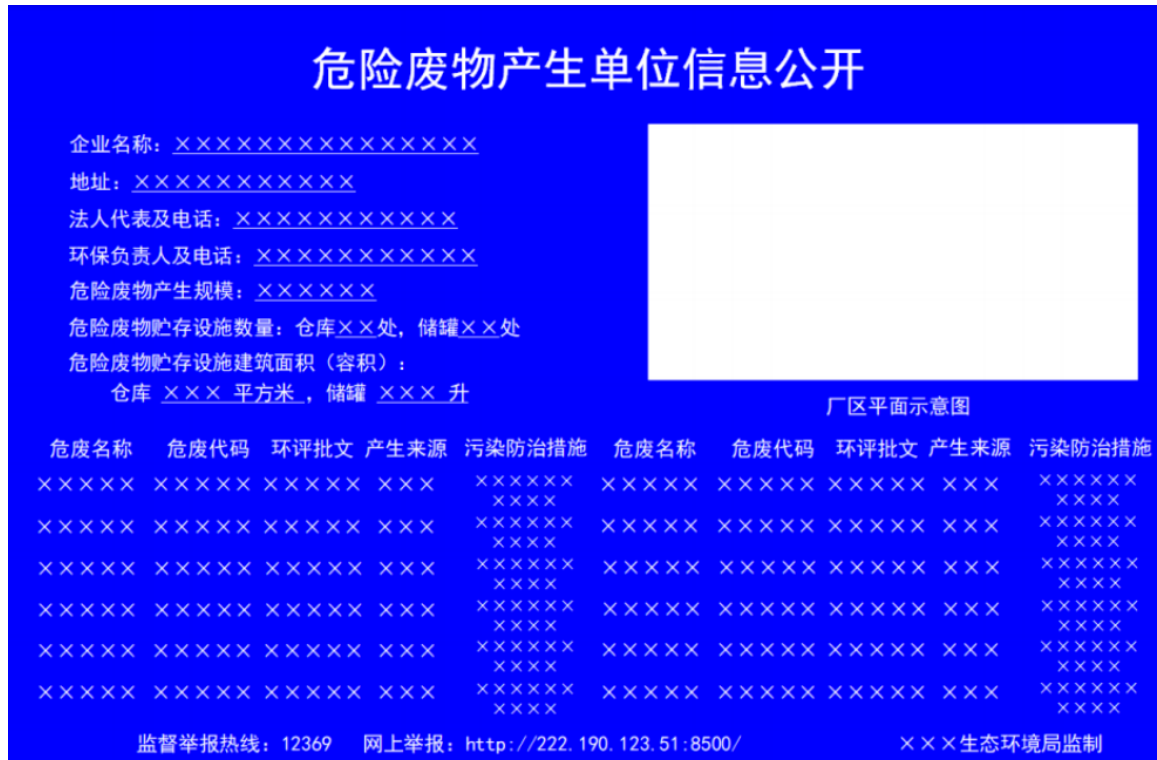 危险废物产生单位信息公开
企业名称：×××××××××××××××
地址：×××××××××××
法人代表及电话：×××××××××××
环保负责人及电话：×××××××××××
危险废物产生规模：××××××
危险废物贮存设施数量：仓库××处，储罐××处
危险废物贮存设施建筑面积（容积）：
仓库 ××× 平方米 ，储罐 ××× 升
厂区平面示意图
危废名称 危废代码 环评批文 产生来源 污染防治措施 危废名称 危废代码 环评批文 产生来源 污染防治措施
××××× ××××× ××××× ××× ×××××× ××××× ××××× ××××× ××× ××××××
×××× ××××
××××× ××××× ××××× ××× ×××××× ××××× ××××× ××××× ××× ××××××
×××× ××××
××××× ××××× ××××× ××× ×××××× ××××× ××××× ××××× ××× ××××××
×××× ××××
××××× ××××× ××××× ××× ×××××× ××××× ××××× ××××× ××× ××××××
×××× ××××
××××× ××××× ××××× ××× ×××××× ××××× ××××× ××××× ××× ××××××
×××× ××××
××××× ××××× ××××× ××× ×××××× ××××× ××××× ××××× ××× ××××××
×××× ××××
监督举报热线：12369 网上举报：http://222.190.123.51:8500/ ×××生态环境局监制